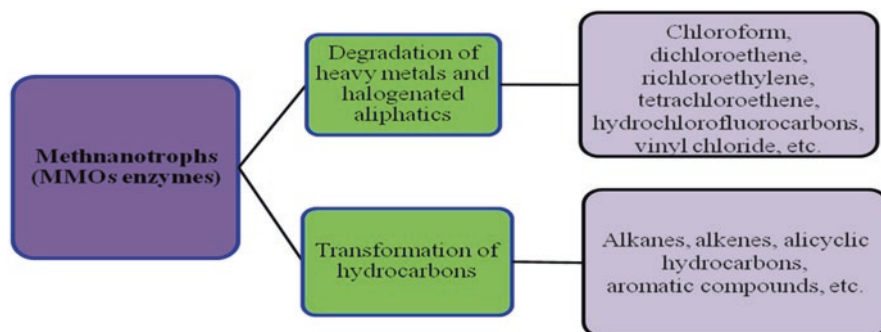 Methnanotrophs
(MMOs enzymes)
Degradation of
heavy metals and
halogenated
aliphatics
Chloroform,
dichloroethene,
richloroethylene,
tetrachloroethene,
hydrochlorofluorocarbons,
vinyl chloride, etc.
Transformation of
hydrocarbons
Alkanes, alkenes, alicyclic
hydrocarbons,
aromatic compounds, etc.